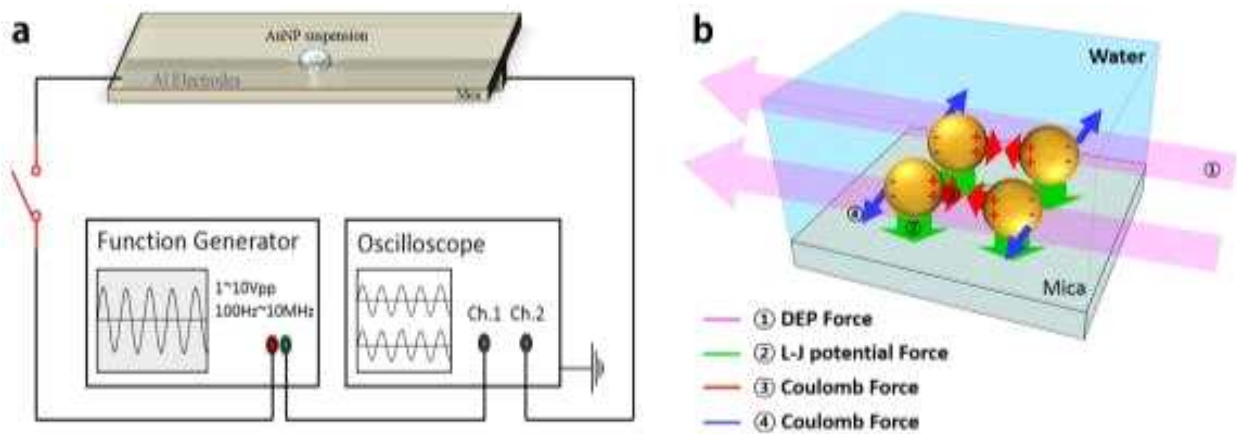 a
AuNP suspension
Al Electrodes
Mica
Function Generator
1~10Vpp
100Hz~10MHz
Oscilloscope
Ch.1 Ch.2
b
Water
①
④
②
Mica
① DEP Force
② L-J potential Force
③ Coulomb Force
④ Coulomb Force